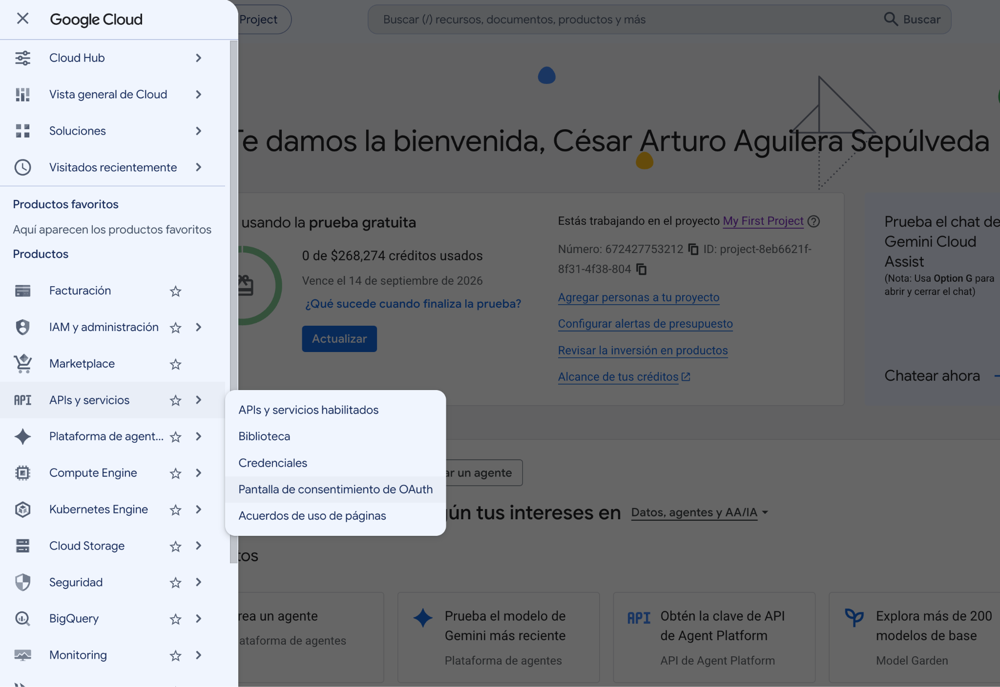 Google Cloud
Project
Buscar (/) recursos, documentos, productos y más
Buscar
Cloud Hub
Vista general de Cloud
Soluciones
Visitados recientemente
Productos favoritos
Aquí aparecen los productos favoritos
Productos
Facturación
IAM y administración
Marketplace
API APIs y servicios
Plataforma de agent...
Compute Engine
Kubernetes Engine
Cloud Storage
Seguridad
BigQuery
Monitoring
APIs y servicios habilitados
Biblioteca
Credenciales
Pantalla de consentimiento de OAuth
Acuerdos de uso de páginas
Te damos la bienvenida, César Arturo Aguilera Sepúlveda
usando la prueba gratuita
0 de $268,274 créditos usados
Vence el 14 de septiembre de 2026
¿Qué sucede cuando finaliza la prueba?
Actualizar
Estás trabajando en el proyecto My First Project
Número: 672427753212 ID: project-8eb6621f-
8f31-4f38-804
Agregar personas a tu proyecto
Configurar alertas de presupuesto
Revisar la inversión en productos
Alcance de tus créditos
Prueba el chat de
Gemini Cloud
Assist
(Nota: Usa Option G para
abrir y cerrar el chat)
Chatear ahora
un agente
tus intereses en Datos, agentes y AA/IA
un agente
de agentes
Prueba el modelo de
Gemini más reciente
Plataforma de agentes
API Obtén la clave de API
de Agent Platform
API de Agent Platform
Explora más de 200
modelos de base
Model Garden